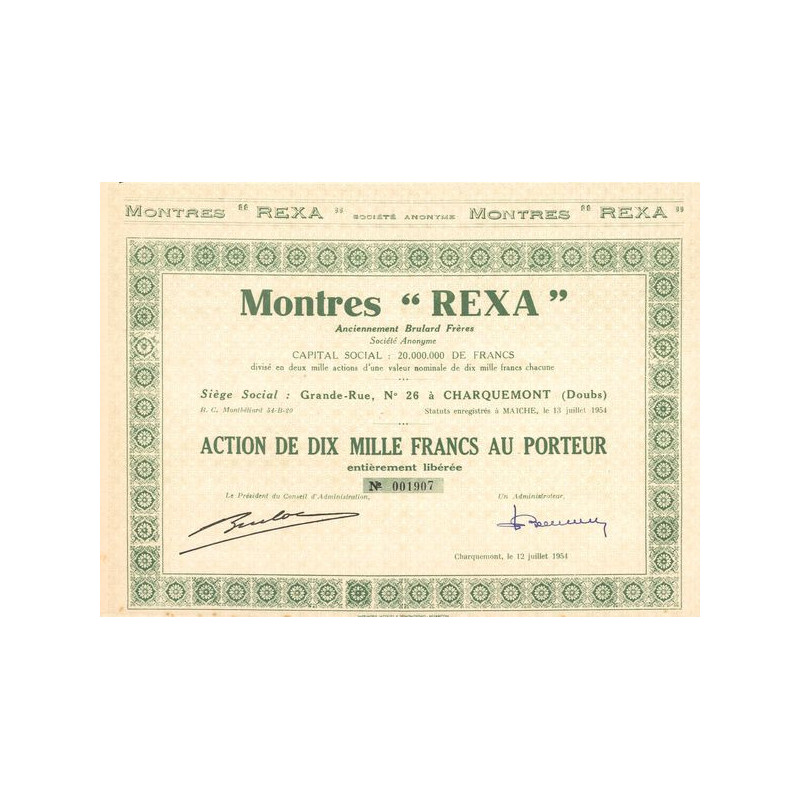 MONTRES "REXA" SOCIÉTÉ ANONYME MONTRES "REXA"
Montres "REXA"
Anciennement Brulard Frères
Société Anonyme
CAPITAL SOCIAL : 20.000.000 DE FRANCS
divisé en deux mille actions d'une valeur nominale de dix mille francs chacune
Siège Social : Grande-Rue, N° 26 à CHARQUEMONT (Doubs)
R. C. Montbéliard 54-B-20 Statuts enregistrés à MAICHE, le 13 juillet 1954
ACTION DE DIX MILLE FRANCS AU PORTEUR
entièrement libérée
N° 001907
Le Président du Conseil d'Administration, Un Administrateur,
Charquemont, le 12 juillet 1954